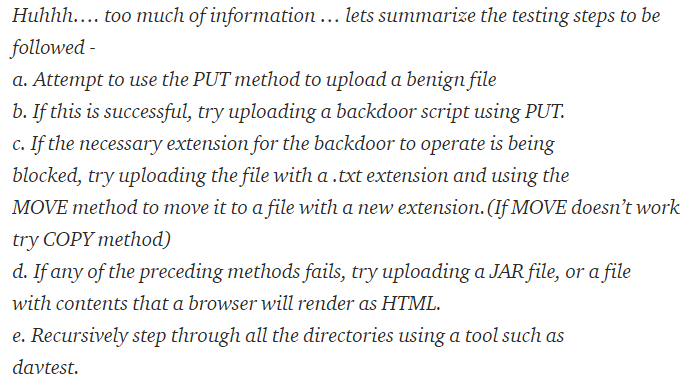 Huhhh…. too much of information … lets summarize the testing steps to be
followed -
a. Attempt to use the PUT method to upload a benign file
b. If this is successful, try uploading a backdoor script using PUT.
c. If the necessary extension for the backdoor to operate is being
blocked, try uploading the file with a .txt extension and using the
MOVE method to move it to a file with a new extension.(If MOVE doesn’t work
try COPY method)
d. If any of the preceding methods fails, try uploading a JAR file, or a file
with contents that a browser will render as HTML.
e. Recursively step through all the directories using a tool such as
davtest.